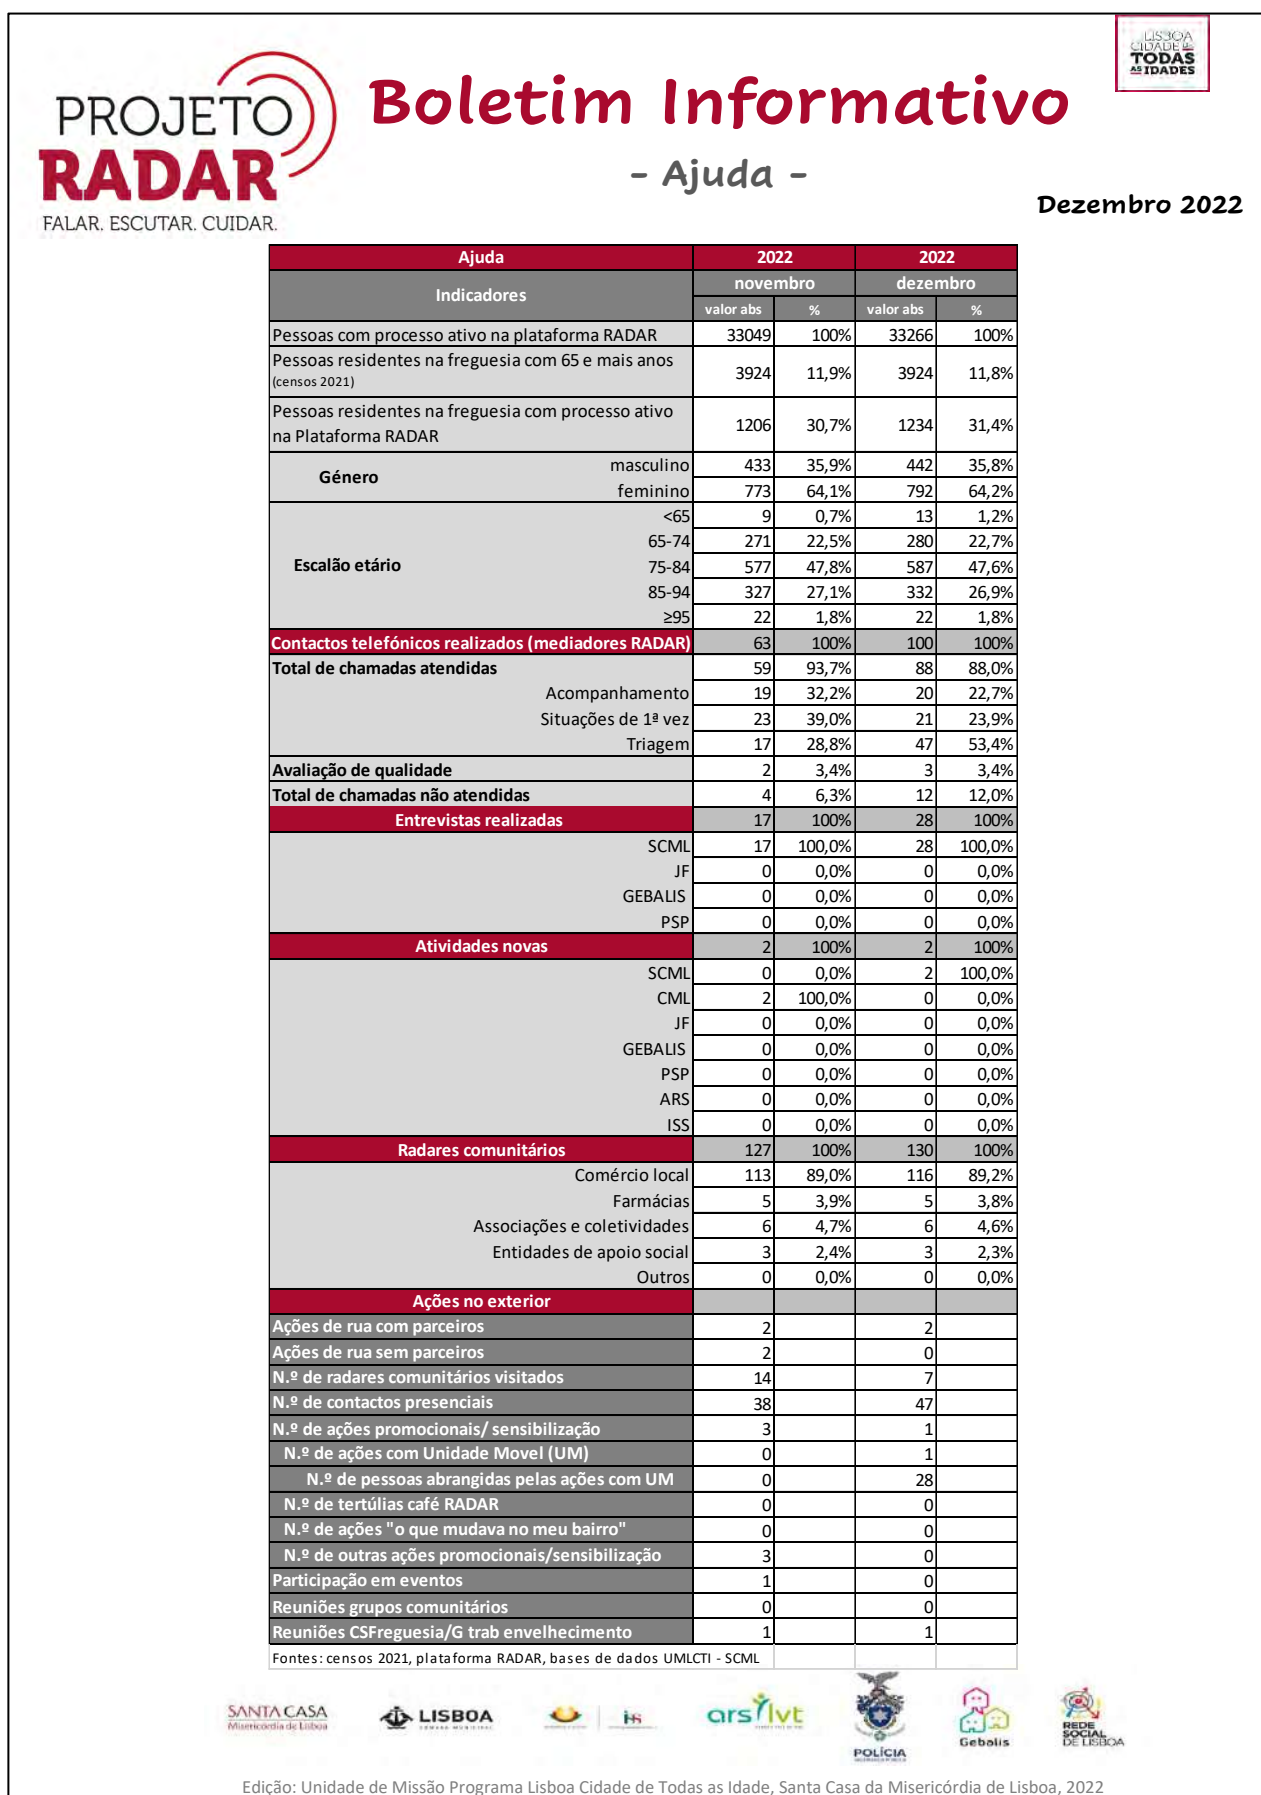 LISBOA
CIDADE DE
TODAS
AS IDADES
PROJETO
RADAR
FALAR. ESCUTAR. CUIDAR.
Boletim Informativo
- Ajuda -
Dezembro 2022
Ajuda 2022 2022
Indicadores novembro dezembro
valor abs % valor abs %
Pessoas com processo ativo na plataforma RADAR 33049 100% 33266 100%
Pessoas residentes na freguesia com 65 e mais anos
(censos 2021) 3924 11,9% 3924 11,8%
Pessoas residentes na freguesia com processo ativo
na Plataforma RADAR 1206 30,7% 1234 31,4%
Género masculino 433 35,9% 442 35,8%
feminino 773 64,1% 792 64,2%
Escalão etário <65 9 0,7% 13 1,2%
65-74 271 22,5% 280 22,7%
75-84 577 47,8% 587 47,6%
85-94 327 27,1% 332 26,9%
≥95 22 1,8% 22 1,8%
Contactos telefónicos realizados (mediadores RADAR) 63 100% 100 100%
Total de chamadas atendidas 59 93,7% 88 88,0%
Acompanhamento 19 32,2% 20 22,7%
Situações de 1ª vez 23 39,0% 21 23,9%
Triagem 17 28,8% 47 53,4%
Avaliação de qualidade 2 3,4% 3 3,4%
Total de chamadas não atendidas 4 6,3% 12 12,0%
Entrevistas realizadas 17 100% 28 100%
SCML 17 100,0% 28 100,0%
JF 0 0,0% 0 0,0%
GEBALIS 0 0,0% 0 0,0%
PSP 0 0,0% 0 0,0%
Atividades novas 2 100% 2 100%
SCML 0 0,0% 2 100,0%
CML 2 100,0% 0 0,0%
JF 0 0,0% 0 0,0%
GEBALIS 0 0,0% 0 0,0%
PSP 0 0,0% 0 0,0%
ARS 0 0,0% 0 0,0%
ISS 0 0,0% 0 0,0%
Radares comunitários 127 100% 130 100%
Comércio local 113 89,0% 116 89,2%
Farmácias 5 3,9% 5 3,8%
Associações e coletividades 6 4,7% 6 4,6%
Entidades de apoio social 3 2,4% 3 2,3%
Outros 0 0,0% 0 0,0%
Ações no exterior
Ações de rua com parceiros 2 2
Ações de rua sem parceiros 2 0
N.º de radares comunitários visitados 14 7
N.º de contactos presenciais 38 47
N.º de ações promocionais/ sensibilização 3 1
N.º de ações com Unidade Movel (UM) 0 1
N.º de pessoas abrangidas pelas ações com UM 0 28
N.º de tertúlias café RADAR 0 0
N.º de ações "o que mudava no meu bairro" 0 0
N.º de outras ações promocionais/sensibilização 3 0
Participação em eventos 1 0
Reuniões grupos comunitários 0 0
Reuniões CSFreguesia/G trab envelhecimento 1 1
Fontes: censos 2021, plataforma RADAR, bases de dados UMLCTI - SCML
SANTA CASA
Misericórdia de Lisboa
LISBOA
CÂMARA MUNICIPAL
iss
ars lvt
POLÍCIA
Gebalis
REDE
SOCIAL
DE LISBOA
Edição: Unidade de Missão Programa Lisboa Cidade de Todas as Idade, Santa Casa da Misericórdia de Lisboa, 2022